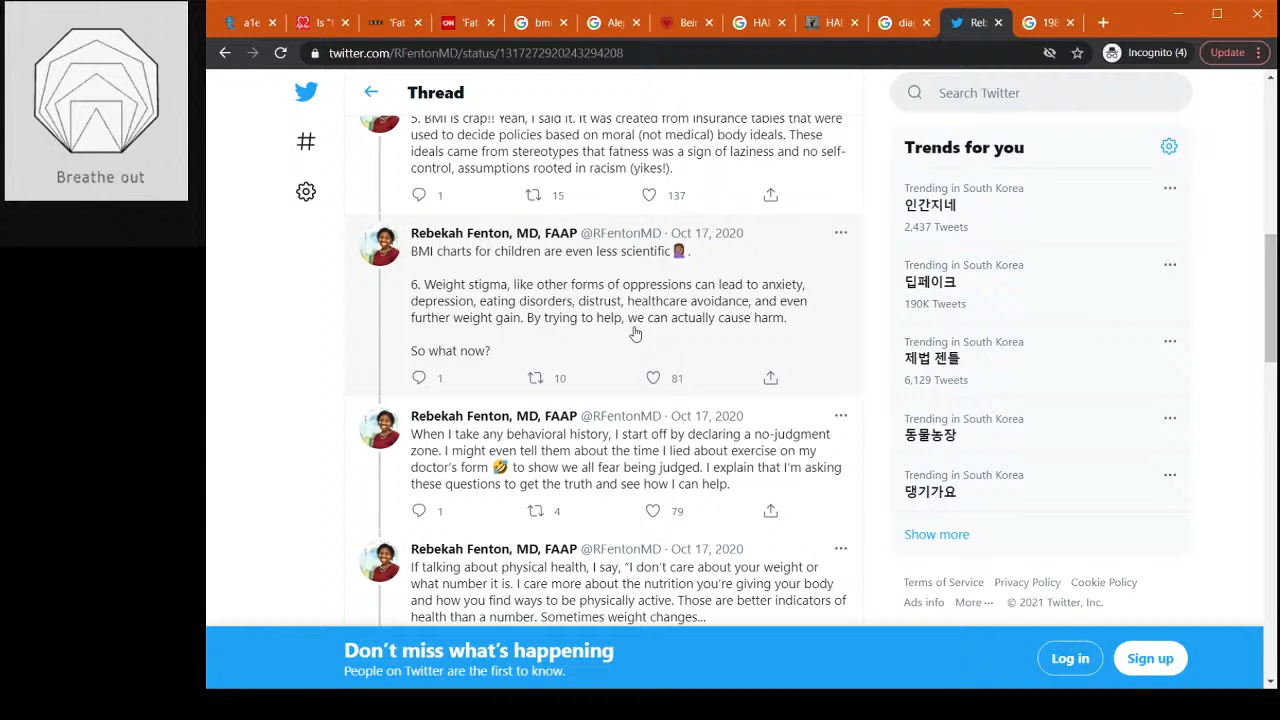 Breathe out
a1e
Is "
'Fat
'Fat
bmi
Alej
Bein
HAI
HAI
dia
Reb
198
twitter.com/RFentonMD/status/1317272920243294208
Incognito (4)
Update
Thread
Search Twitter
5. BMI is crap!! Yeah, I said it. It was created from insurance tables that were
used to decide policies based on moral (not medical) body ideals. These
ideals came from stereotypes that fatness was a sign of laziness and no self-
control, assumptions rooted in racism (yikes!).
1 15 137
Rebekah Fenton, MD, FAAP @RFentonMD · Oct 17, 2020
BMI charts for children are even less scientific🤦🏽‍♀️.
6. Weight stigma, like other forms of oppressions can lead to anxiety,
depression, eating disorders, distrust, healthcare avoidance, and even
further weight gain. By trying to help, we can actually cause harm.
So what now?
1 10 81
Rebekah Fenton, MD, FAAP @RFentonMD · Oct 17, 2020
When I take any behavioral history, I start off by declaring a no-judgment
zone. I might even tell them about the time I lied about exercise on my
doctor's form 🤣 to show we all fear being judged. I explain that I'm asking
these questions to get the truth and see how I can help.
1 4 79
Rebekah Fenton, MD, FAAP @RFentonMD · Oct 17, 2020
If talking about physical health, I say, "I don't care about your weight or
what number it is. I care more about the nutrition you're giving your body
and how you find ways to be physically active. Those are better indicators of
health than a number. Sometimes weight changes...
Trends for you
Trending in South Korea
인간지네
2,437 Tweets
Trending in South Korea
딥페이크
190K Tweets
Trending in South Korea
제법 젠틀
6,129 Tweets
Trending in South Korea
동물농장
Trending in South Korea
댕기가요
Show more
Terms of Service Privacy Policy Cookie Policy
Ads info More ··· © 2021 Twitter, Inc.
Don't miss what's happening
People on Twitter are the first to know.
Log in
Sign up